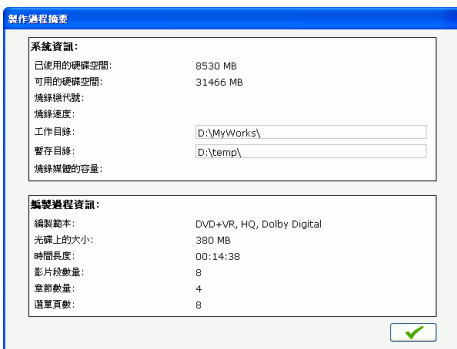 製作過程摘要
系統資訊:
已使用的硬碟空間: 8530 MB
可用的硬碟空間: 31466 MB
燒錄機代號:
燒錄速度:
工作目錄: D:\MyWorks\
暫存目錄: D:\temp\
燒錄媒體的容量:
編製過程資訊:
編製範本: DVD+VR, HQ, Dolby Digital
光碟上的大小: 380 MB
時間長度: 00:14:38
影片段數量: 8
章節數量: 4
選單頁數: 8